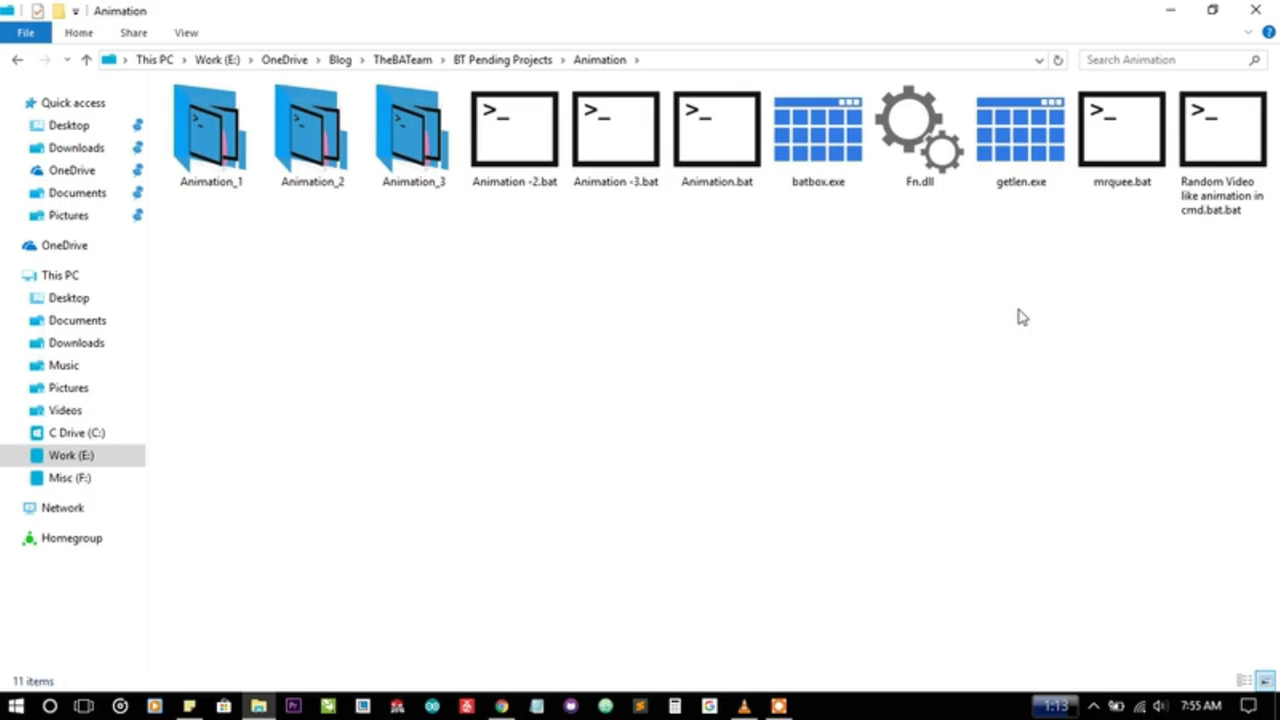 Animation
File Home Share View
This PC Work (E:) OneDrive Blog TheBATeam BT Pending Projects Animation
Search Animation
Quick access
Desktop
Downloads
OneDrive
Documents
Pictures
OneDrive
This PC
Desktop
Documents
Downloads
Music
Pictures
Videos
C Drive (C:)
Work (E:)
Misc (F:)
Network
Homegroup
Animation_1
Animation_2
Animation_3
Animation -2.bat
Animation -3.bat
Animation.bat
batbox.exe
Fn.dll
getlen.exe
mrquee.bat
Random Video
like animation in
cmd.bat.bat
11 items
1:13
7:55 AM